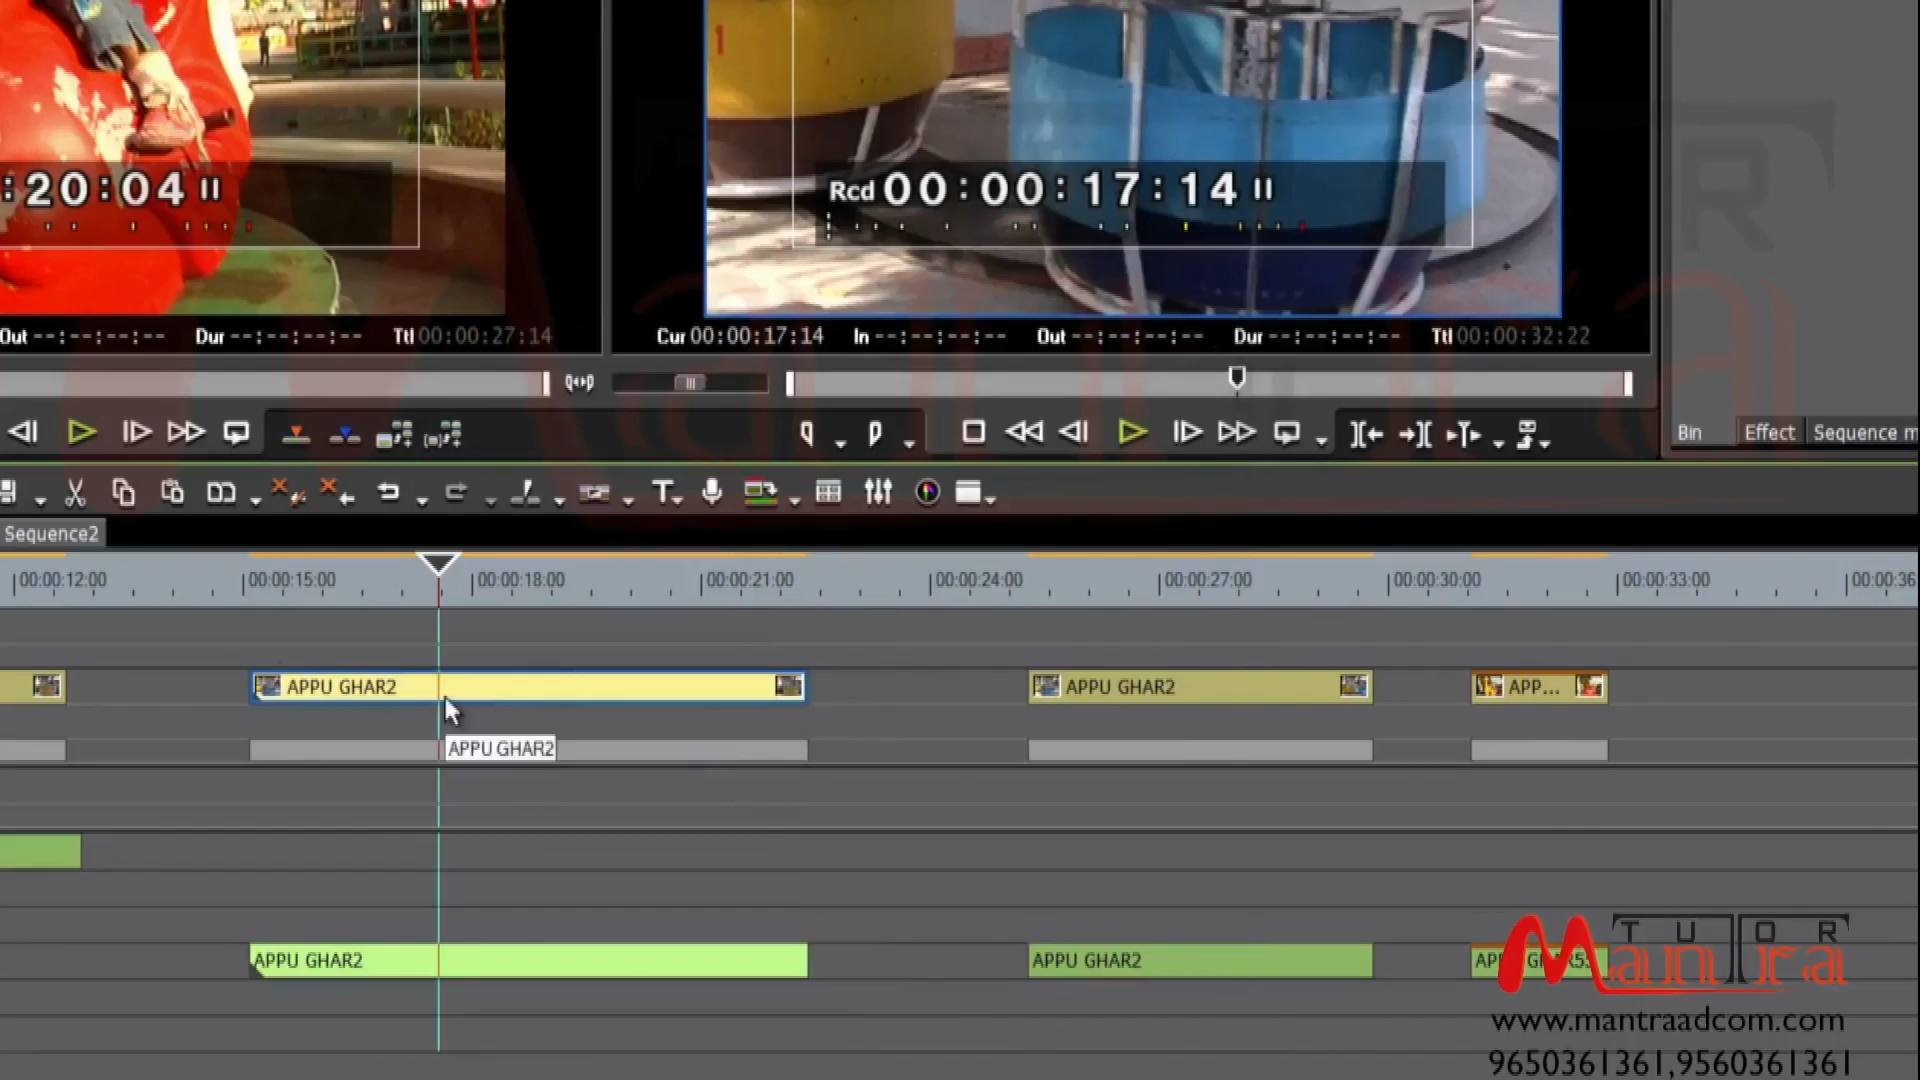 1
:20:04
Rcd 00:00:17:14
Out --:--:--:-- Dur --:--:--:-- Ttl 00:00:27:14
Cur 00:00:17:14 In --:--:--:-- Out --:--:--:-- Dur --:--:--:-- Ttl 00:00:32:22
Bin Effect Sequence m
Sequence2
00:00:12:00 00:00:15:00 00:00:18:00 00:00:21:00 00:00:24:00 00:00:27:00 00:00:30:00 00:00:33:00 00:00:36
APPU GHAR2 APPU GHAR2 APP...
APPU GHAR2
APPU GHAR2 APPU GHAR2
TUTOR
Mantra
www.mantraadcom.com
9650361361,9560361361